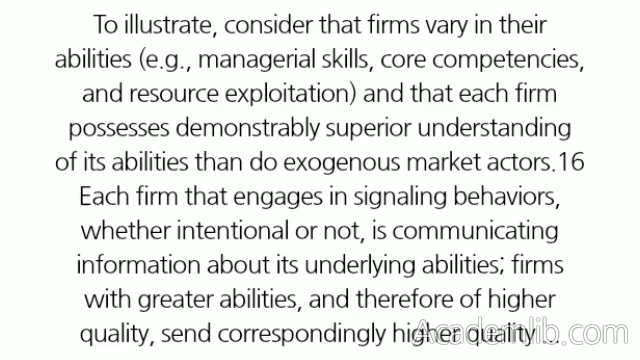 To illustrate, consider that firms vary in their
abilities (e.g., managerial skills, core competencies,
and resource exploitation) and that each firm
possesses demonstrably superior understanding
of its abilities than do exogenous market actors.16
Each firm that engages in signaling behaviors,
whether intentional or not, is communicating
information about its underlying abilities; firms
with greater abilities, and therefore of higher
quality, send correspondingly higher quality ...
Academlib.com